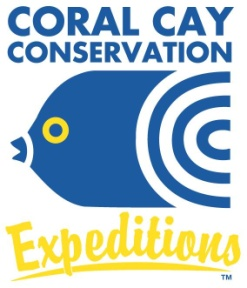 CORAL CAY
CONSERVATION
Expeditions
TM